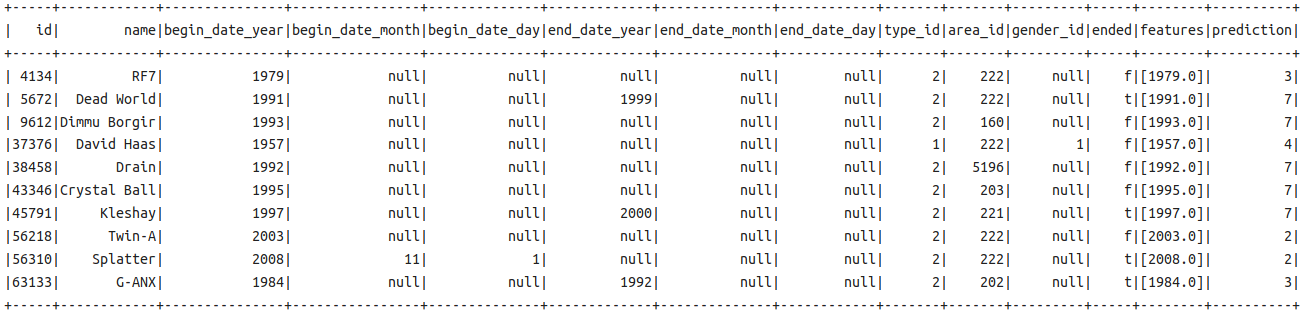 +-----+------------+---------------+----------------+--------------+-------------+--------------+------------+-------+-------+---------+-----+--------+----------+
|   id|        name|begin_date_year|begin_date_month|begin_date_day|end_date_year|end_date_month|end_date_day|type_id|area_id|gender_id|ended|features|prediction|
+-----+------------+---------------+----------------+--------------+-------------+--------------+------------+-------+-------+---------+-----+--------+----------+
| 4134|         RF7|           1979|            null|          null|         null|          null|        null|      2|    222|     null|    f|[1979.0]|         3|
| 5672|  Dead World|           1991|            null|          null|         1999|          null|        null|      2|    222|     null|    t|[1991.0]|         7|
| 9612|Dimmu Borgir|           1993|            null|          null|         null|          null|        null|      2|    160|     null|    f|[1993.0]|         7|
|37376|  David Haas|           1957|            null|          null|         null|          null|        null|      1|    222|        1|    f|[1957.0]|         4|
|38458|       Drain|           1992|            null|          null|         null|          null|        null|      2|   5196|     null|    f|[1992.0]|         7|
|43346|Crystal Ball|           1995|            null|          null|         null|          null|        null|      2|    203|     null|    f|[1995.0]|         7|
|45791|     Kleshay|           1997|            null|          null|         2000|          null|        null|      2|    221|     null|    t|[1997.0]|         7|
|56218|      Twin-A|           2003|            null|          null|         null|          null|        null|      2|    222|     null|    f|[2003.0]|         2|
|56310|    Splatter|           2008|              11|             1|         null|          null|        null|      2|    222|     null|    t|[2008.0]|         2|
|63133|       G-ANX|           1984|            null|          null|         1992|          null|        null|      2|    202|     null|    t|[1984.0]|         3|
+-----+------------+---------------+----------------+--------------+-------------+--------------+------------+-------+-------+---------+-----+--------+----------+